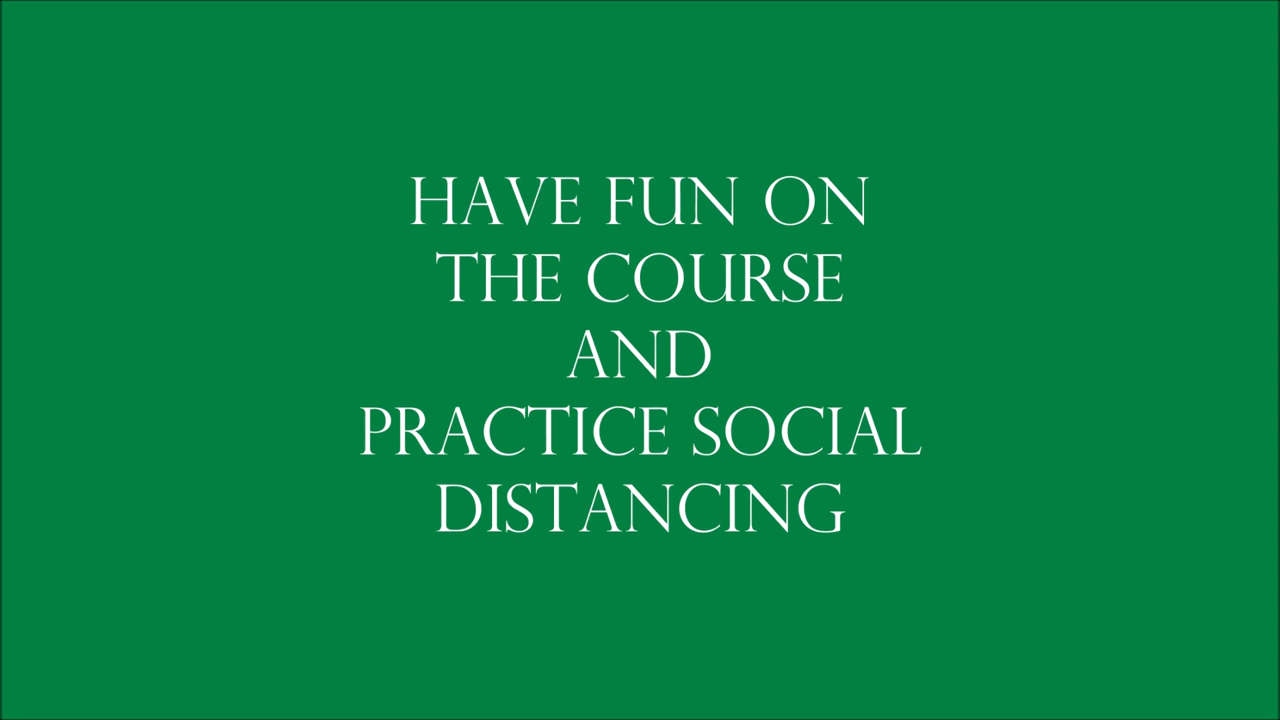 HAVE FUN ON
THE COURSE
AND
PRACTICE SOCIAL
DISTANCING